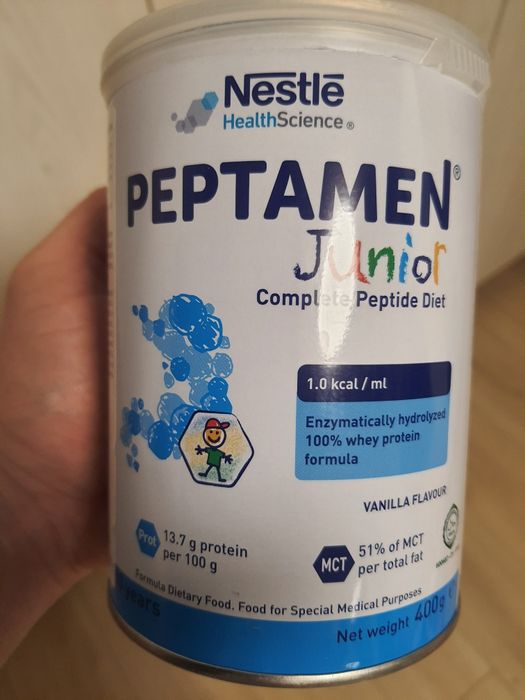 Nestlé
HealthScience®
PEPTAMEN®
Junior
Complete Peptide Diet
1.0 kcal / ml
Enzymatically hydrolyzed
100% whey protein
formula
VANILLA FLAVOUR
Prot
13.7 g protein
per 100 g
MCT
51% of MCT
per total fat
Formula Dietary Food. Food for Special Medical Purposes
years
Net weight 400g